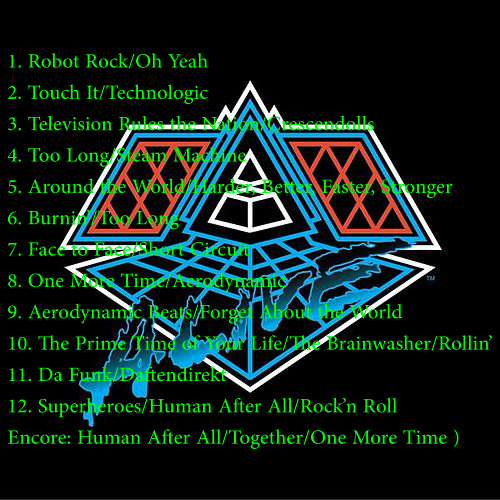 1. Robot Rock/Oh Yeah
2. Touch It/Technologic
3. Television Rules the Nation/Crescendolls
4. Too Long/Steam Machine
5. Around the World/Harder, Better, Faster, Stronger
6. Burnin'/Too Long
7. Face to Face/Short Circuit
8. One More Time/Aerodynamic
9. Aerodynamic Beats/Forget About the World
10. The Prime Time of Your Life/The Brainwasher/Rollin'
11. Da Funk/Daftendirekt
12. Superheroes/Human After All/Rock'n Roll
Encore: Human After All/Together/One More Time )
TM